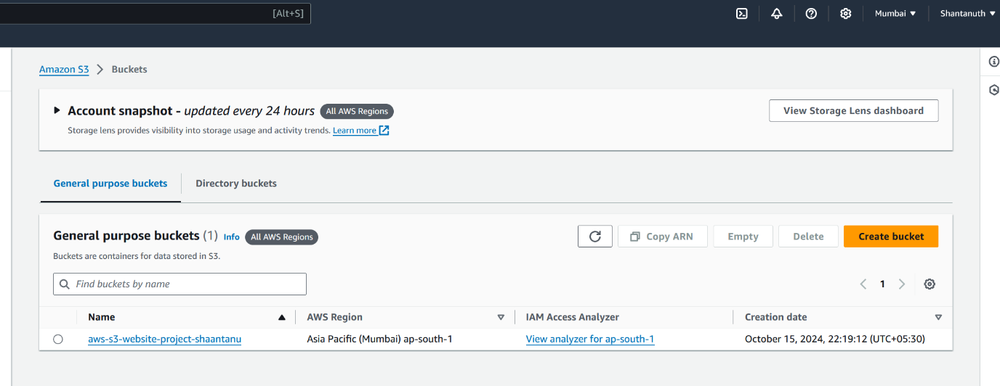 [Alt+S] Mumbai ▼ Shantanuth ▼
Amazon S3 > Buckets
Account snapshot - updated every 24 hours All AWS Regions View Storage Lens dashboard
Storage lens provides visibility into storage usage and activity trends. Learn more
General purpose buckets Directory buckets
General purpose buckets (1) Info All AWS Regions Copy ARN Empty Delete Create bucket
Buckets are containers for data stored in S3.
Find buckets by name 1
Name AWS Region IAM Access Analyzer Creation date
aws-s3-website-project-shaantanu Asia Pacific (Mumbai) ap-south-1 View analyzer for ap-south-1 October 15, 2024, 22:19:12 (UTC+05:30)